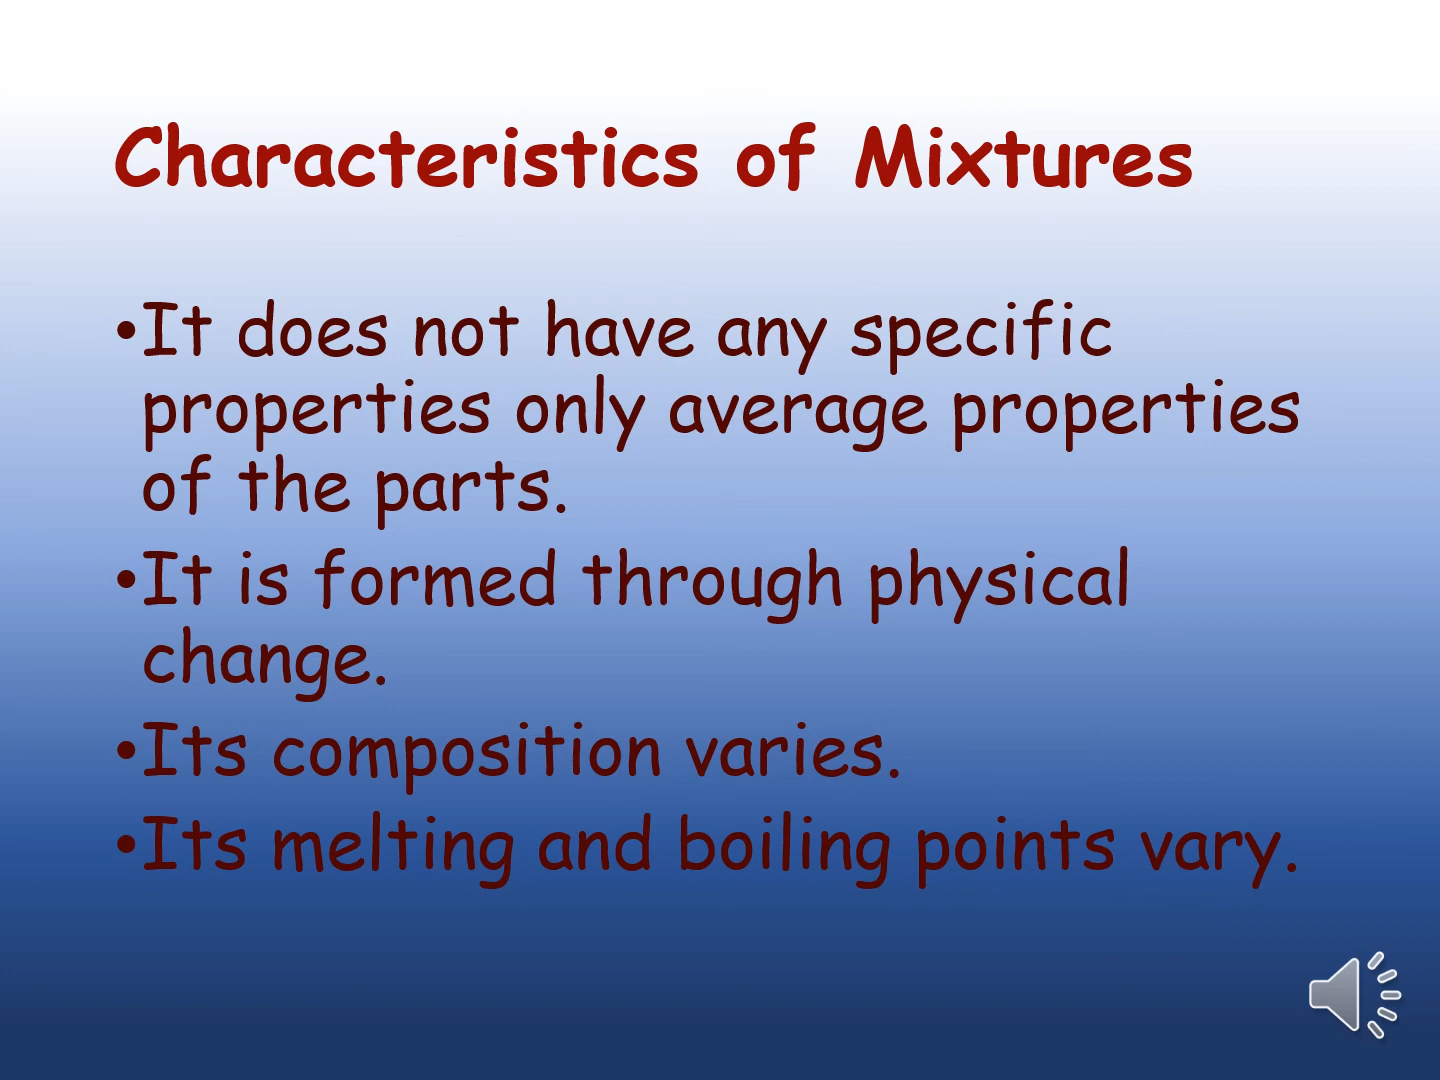 Characteristics of Mixtures
•It does not have any specific
properties only average properties
of the parts.
•It is formed through physical
change.
•Its composition varies.
•Its melting and boiling points vary.